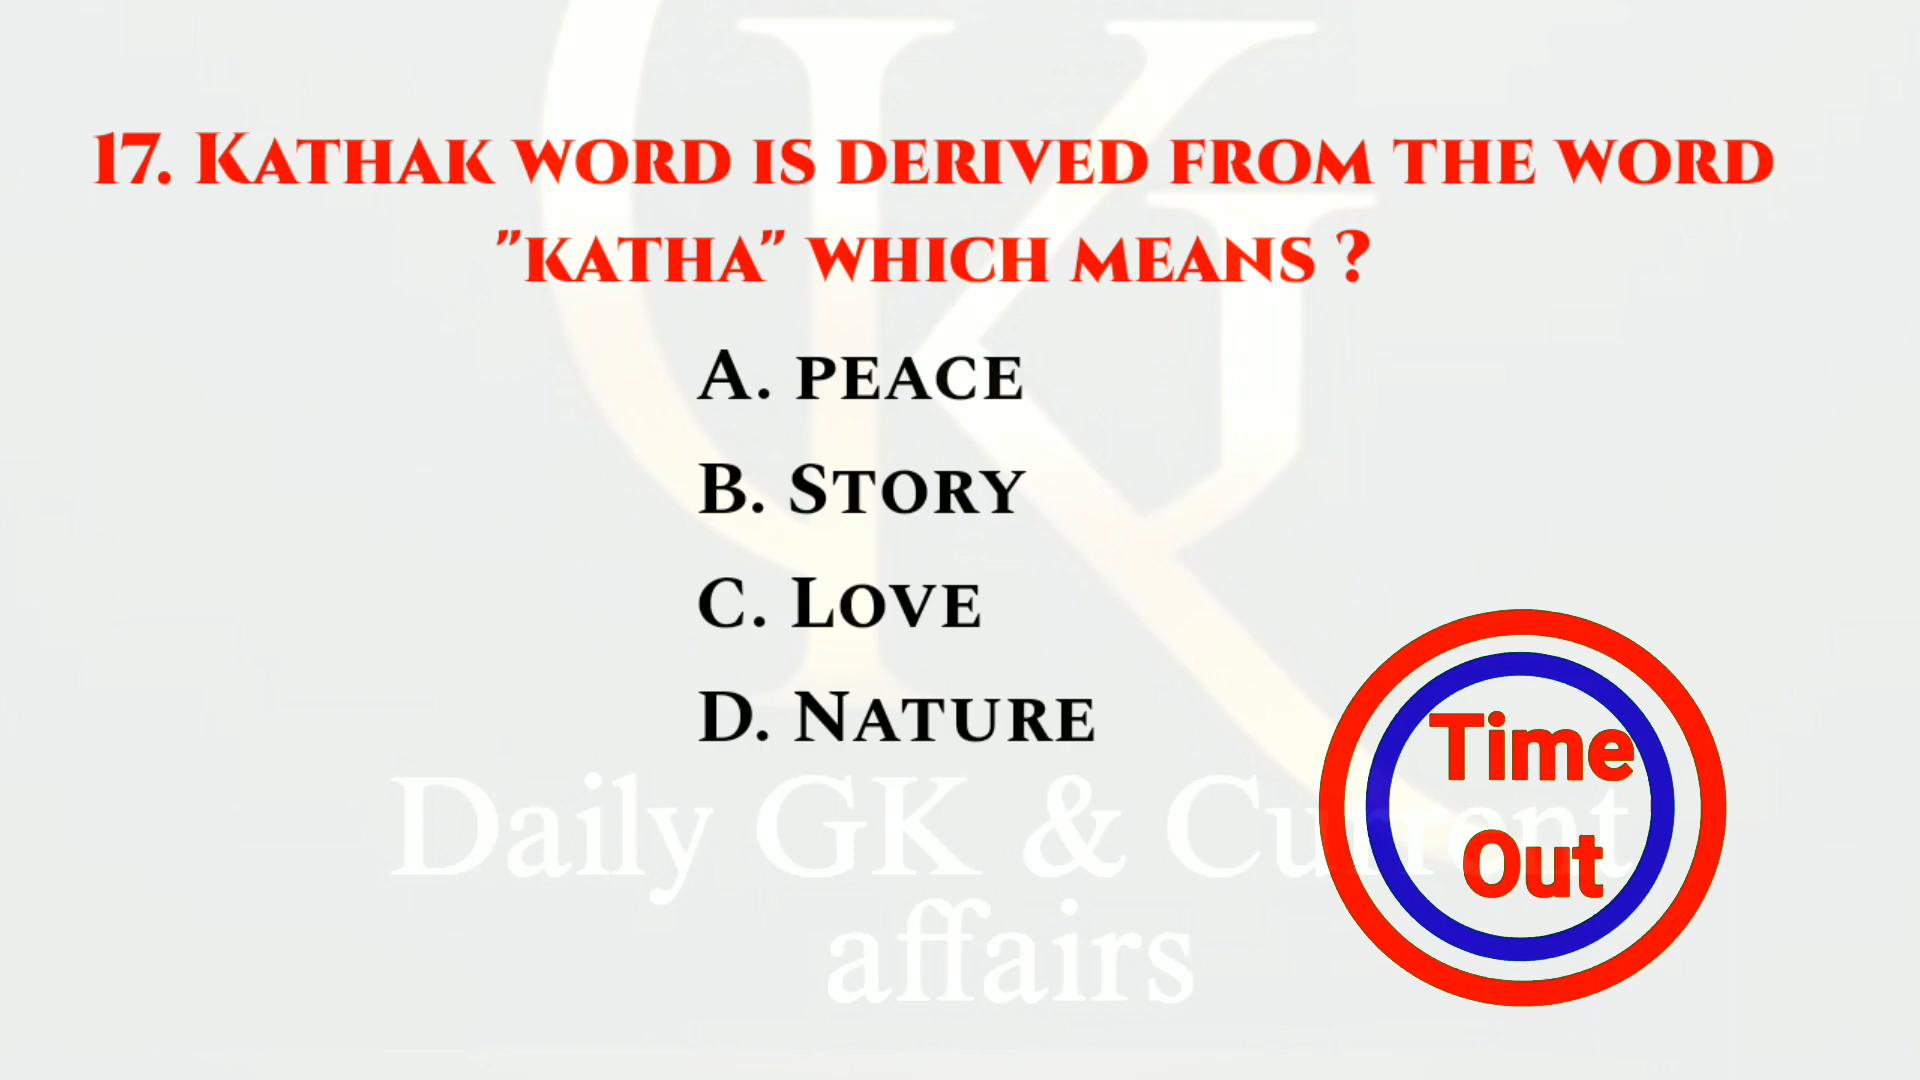 17. Kathak word is derived from the word
"katha" which means ?
A. peace
B. Story
C. Love
D. Nature
Time
Out
Daily GK & Current
affairs